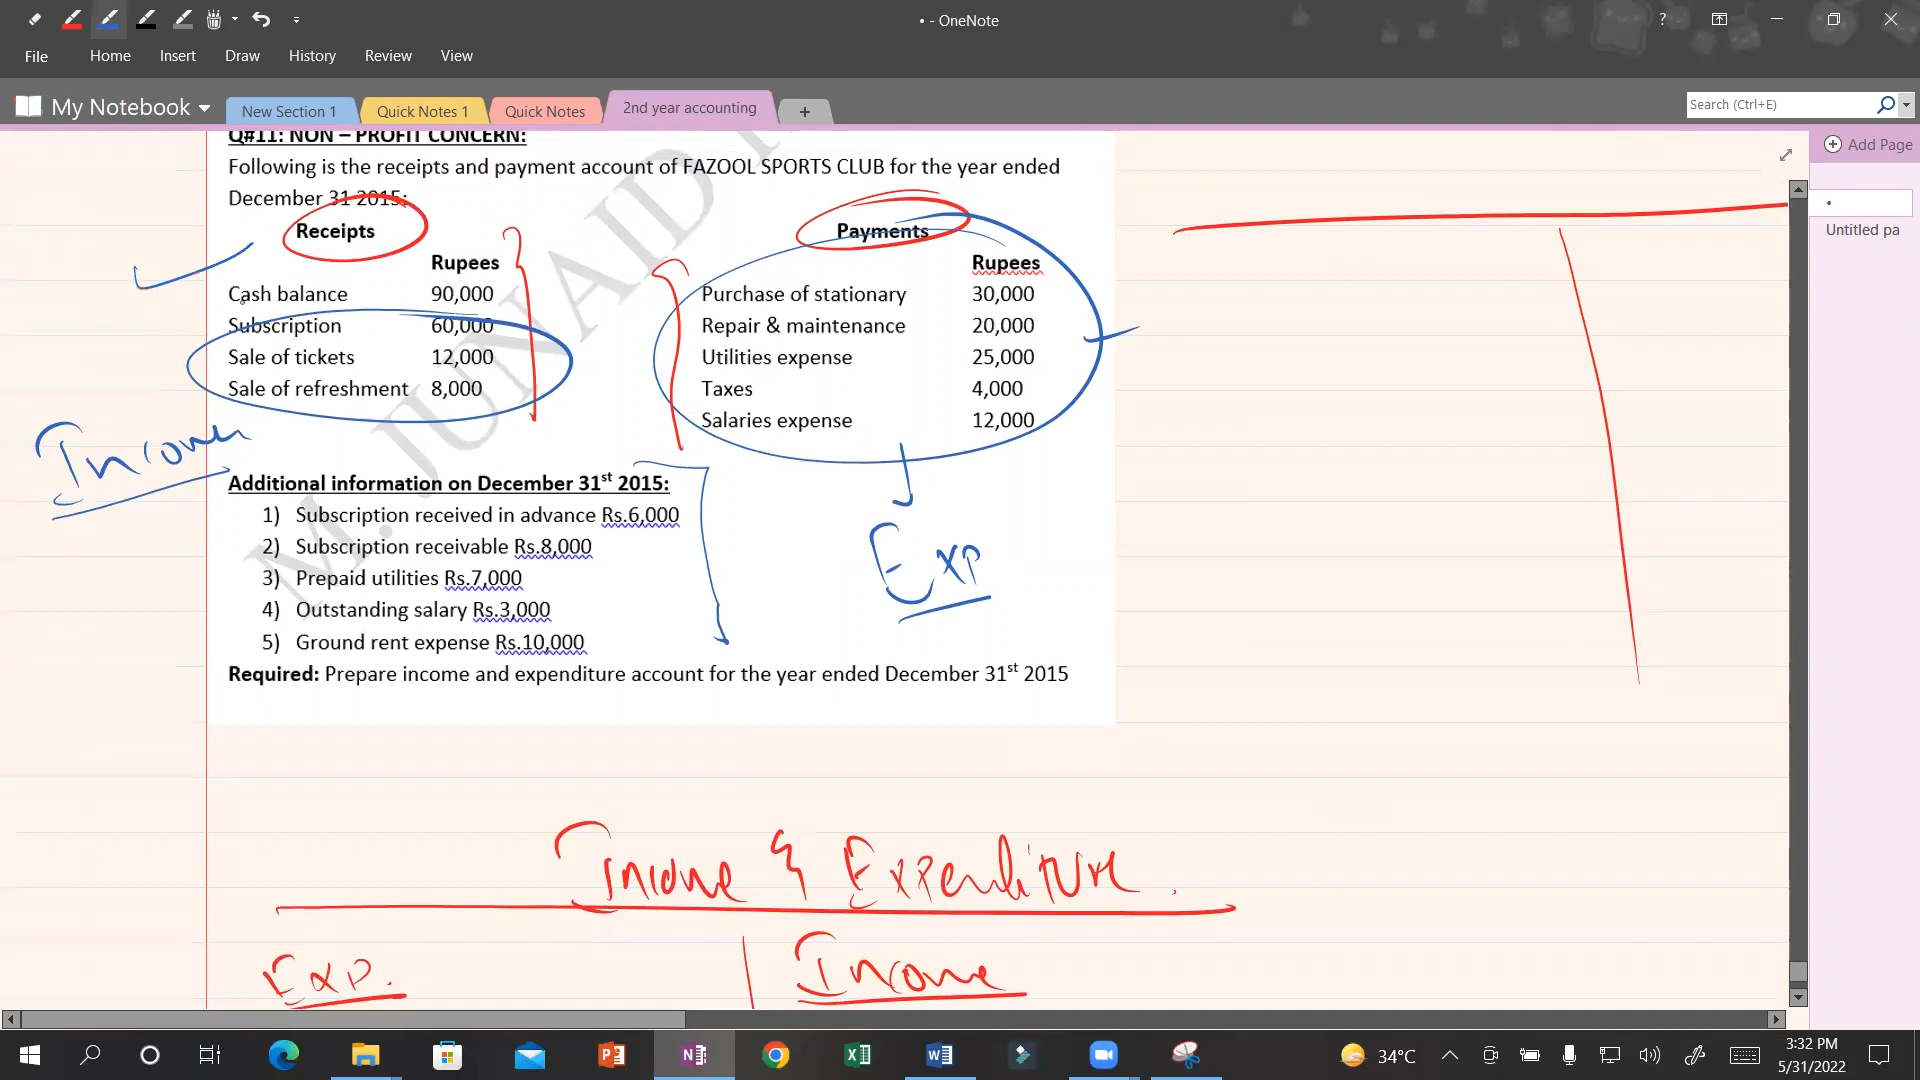 • - OneNote
?
File Home Insert Draw History Review View
My Notebook New Section 1 Quick Notes 1 Quick Notes 2nd year accounting +
Search (Ctrl+E)
Add Page
•
Untitled pa
Q#11: NON – PROFIT CONCERN:
Following is the receipts and payment account of FAZOOL SPORTS CLUB for the year ended
December 31 2015:
Receipts Payments
Rupees Rupees
Cash balance 90,000 Purchase of stationary 30,000
Subscription 60,000 Repair & maintenance 20,000
Sale of tickets 12,000 Utilities expense 25,000
Sale of refreshment 8,000 Taxes 4,000
Salaries expense 12,000
Income
Additional information on December 31st 2015:
1) Subscription received in advance Rs.6,000
2) Subscription receivable Rs.8,000
3) Prepaid utilities Rs.7,000
4) Outstanding salary Rs.3,000
5) Ground rent expense Rs.10,000
Exp
Required: Prepare income and expenditure account for the year ended December 31st 2015
M. JUNAID
Income & Expenditure.
Exp. Income
34°C
3:32 PM
5/31/2022